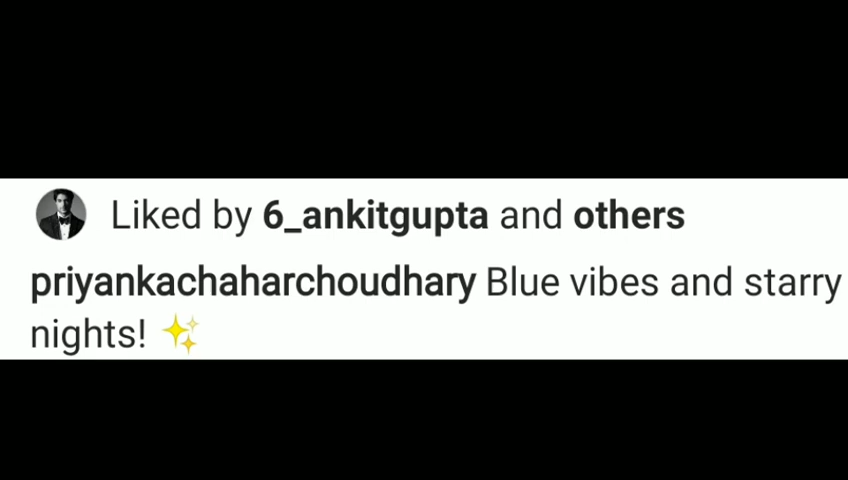 Liked by 6_ankitgupta and others
priyankachaharchoudhary Blue vibes and starry
nights! ✨